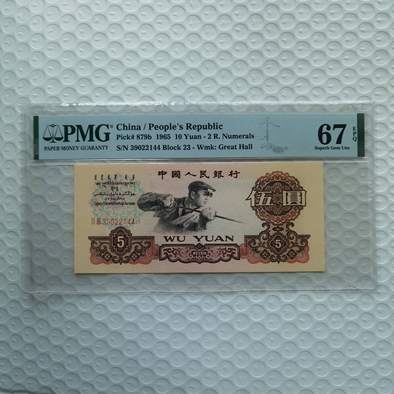 PMG
PAPER MONEY GUARANTY
China / People's Republic
Pick# 879b 1965 10 Yuan - 2 R. Numerals
S/N 39022144 Block 23 - Wmk: Great Hall
67 EPQ
Superb Gem Unc
中國人民銀行
伍圓
39022144
WU YUAN
5
5